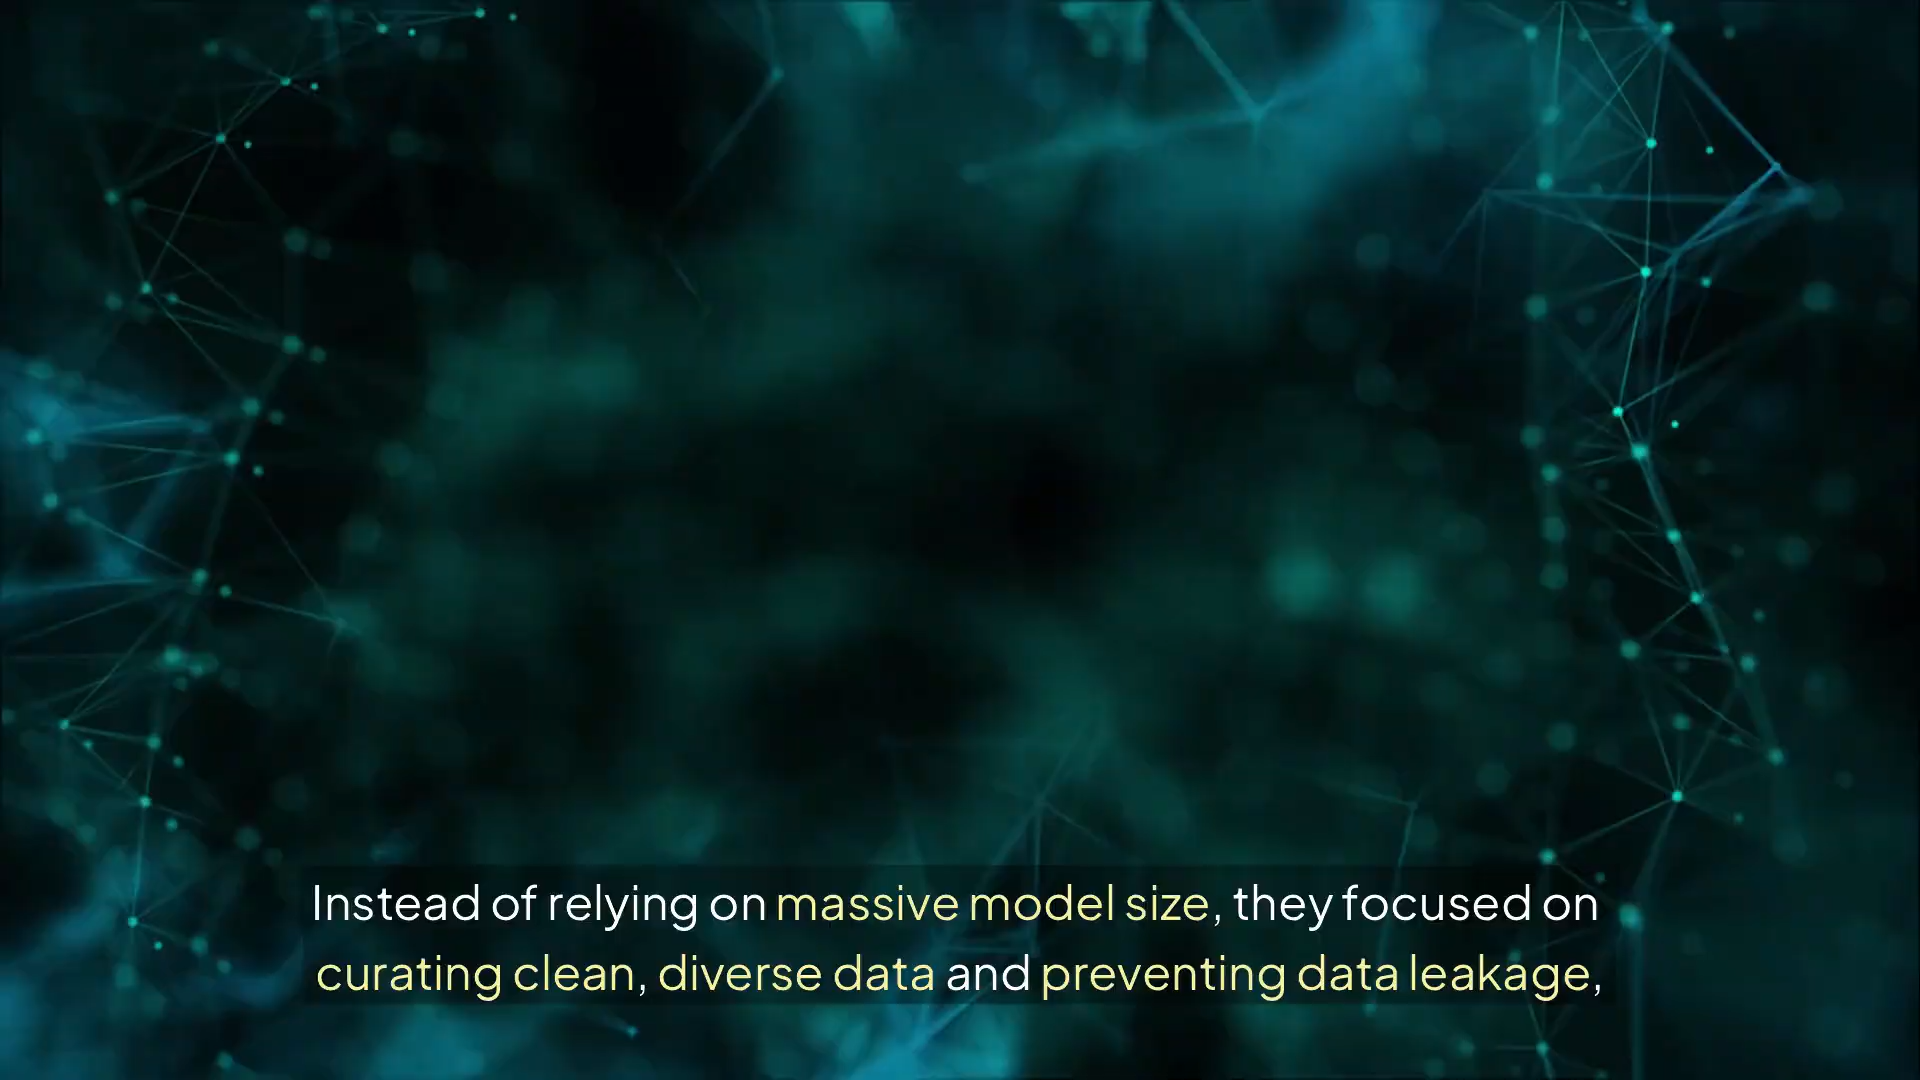 Instead of relying on massive model size, they focused on
curating clean, diverse data and preventing data leakage,